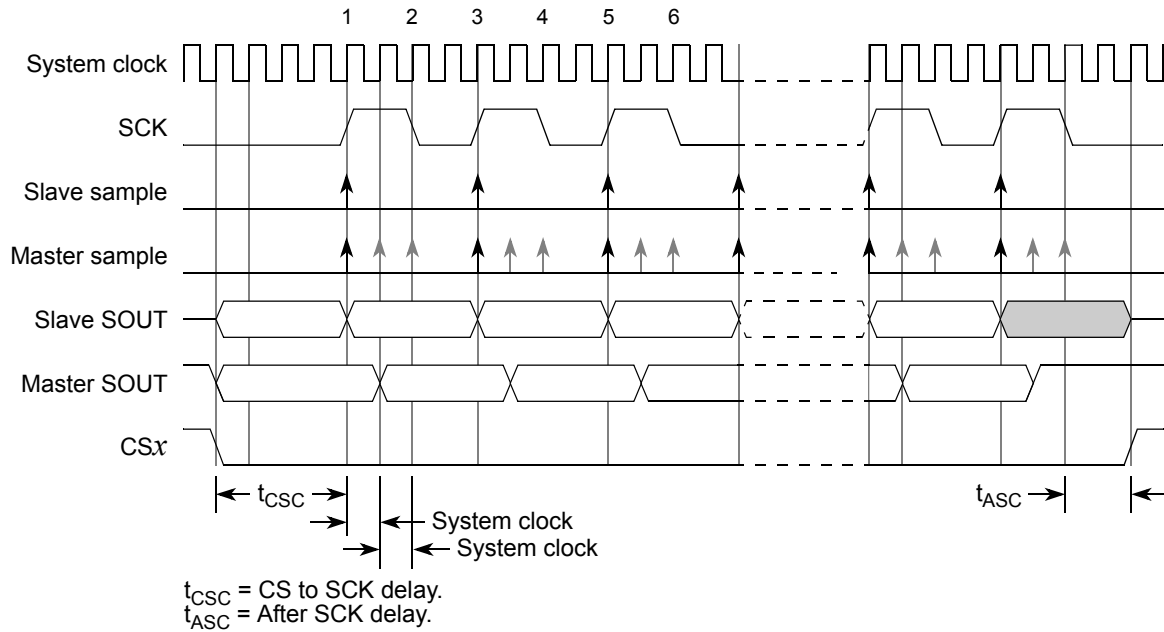 1 2 3 4 5 6
System clock
SCK
Slave sample
Master sample
Slave SOUT
Master SOUT
CSx
tCSC
tASC
System clock
System clock
tCSC = CS to SCK delay.
tASC = After SCK delay.